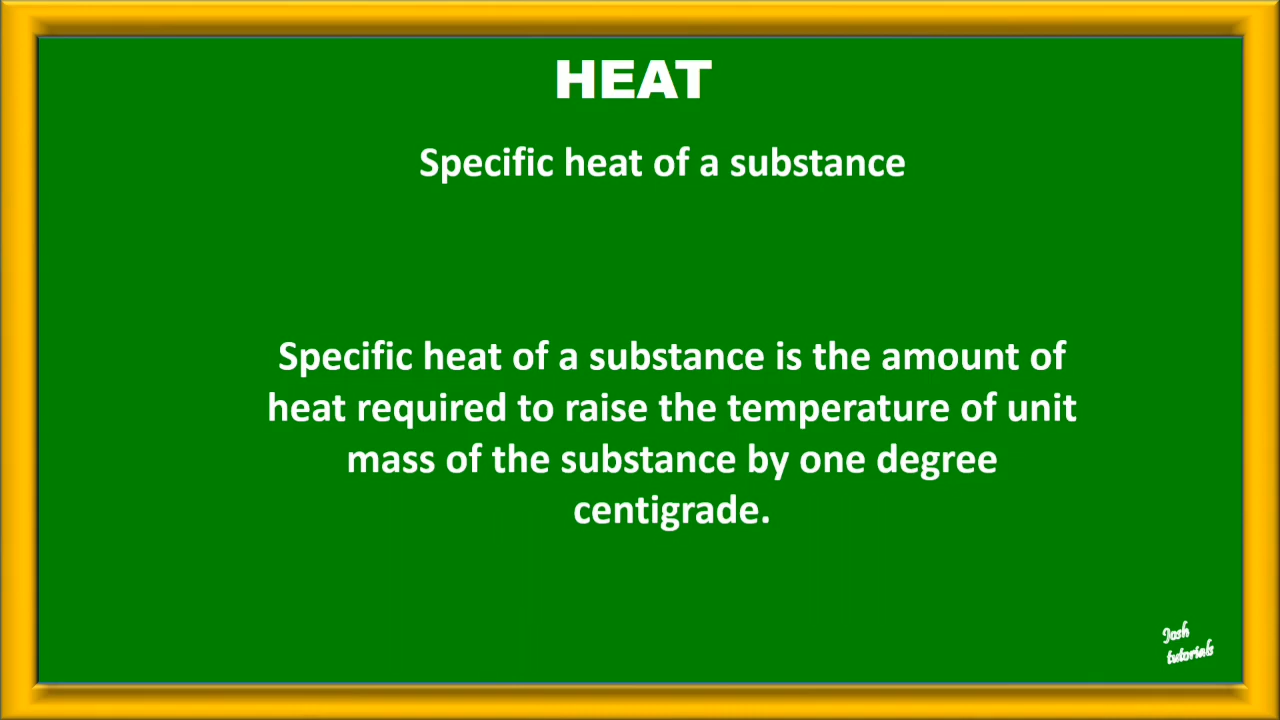 HEAT
Specific heat of a substance
Specific heat of a substance is the amount of
heat required to raise the temperature of unit
mass of the substance by one degree
centigrade.
Josh
tutorials